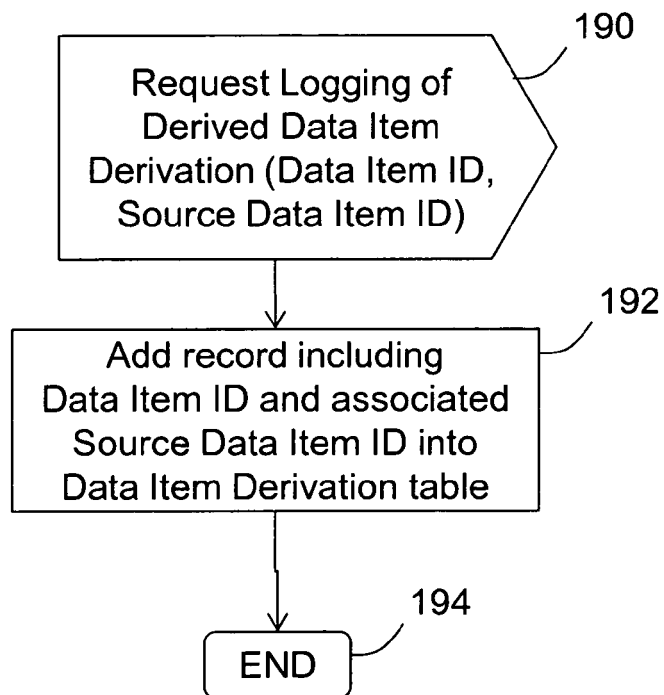 190
Request Logging of
Derived Data Item
Derivation (Data Item ID,
Source Data Item ID)
192
Add record including
Data Item ID and associated
Source Data Item ID into
Data Item Derivation table
194
END